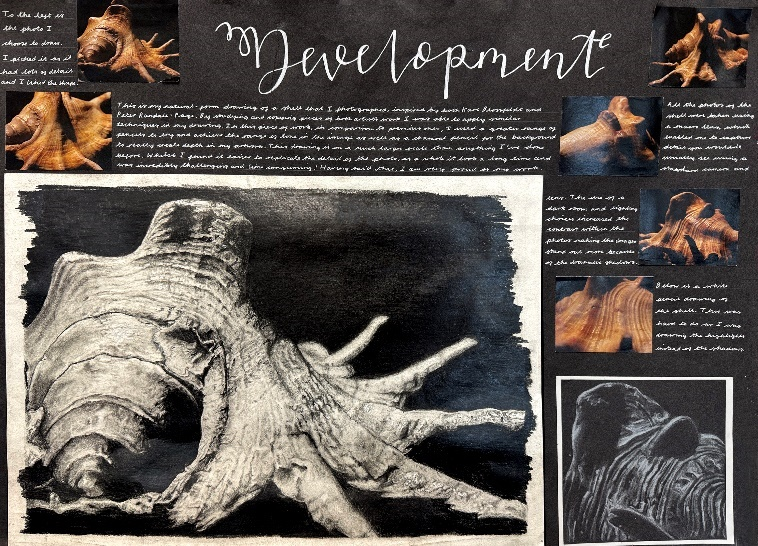 Development
To the left is
the photo I
choose to draw.
I picked it as it
had lots of detail
and I liked the shape.
This is my natural form drawing of a shell that I photographed, inspired by both Karl Blossfeldt and
Peter Randall-Page. By studying and copying pieces of both artists work I was able to apply similar
techniques in my drawing. In this piece of work, in comparison to previous ones, I used a greater range of
pencils to try and achieve the range of tone in the image as well as a charcoal pencil for the background
to really create depth in my artwork. This drawing is on a much larger scale than anything I've done
before. Whilst I found it easier to replicate the detail of the photo, as a whole it took a long time and
was incredibly challenging and time consuming! Having said that, I am very proud of my work.
All the photos of the
shell were taken using
a macro lens, which
enabled me to capture
detail you wouldn't
usually see using a
standard camera and
lens. The use of a
dark room and lighting
choices increased the
contrast within the
photos making the images
stand out more because
of the dramatic shadows.
Below is a white
pencil drawing of
the shell. This was
hard to do as I was
drawing the highlights
instead of the shadows.